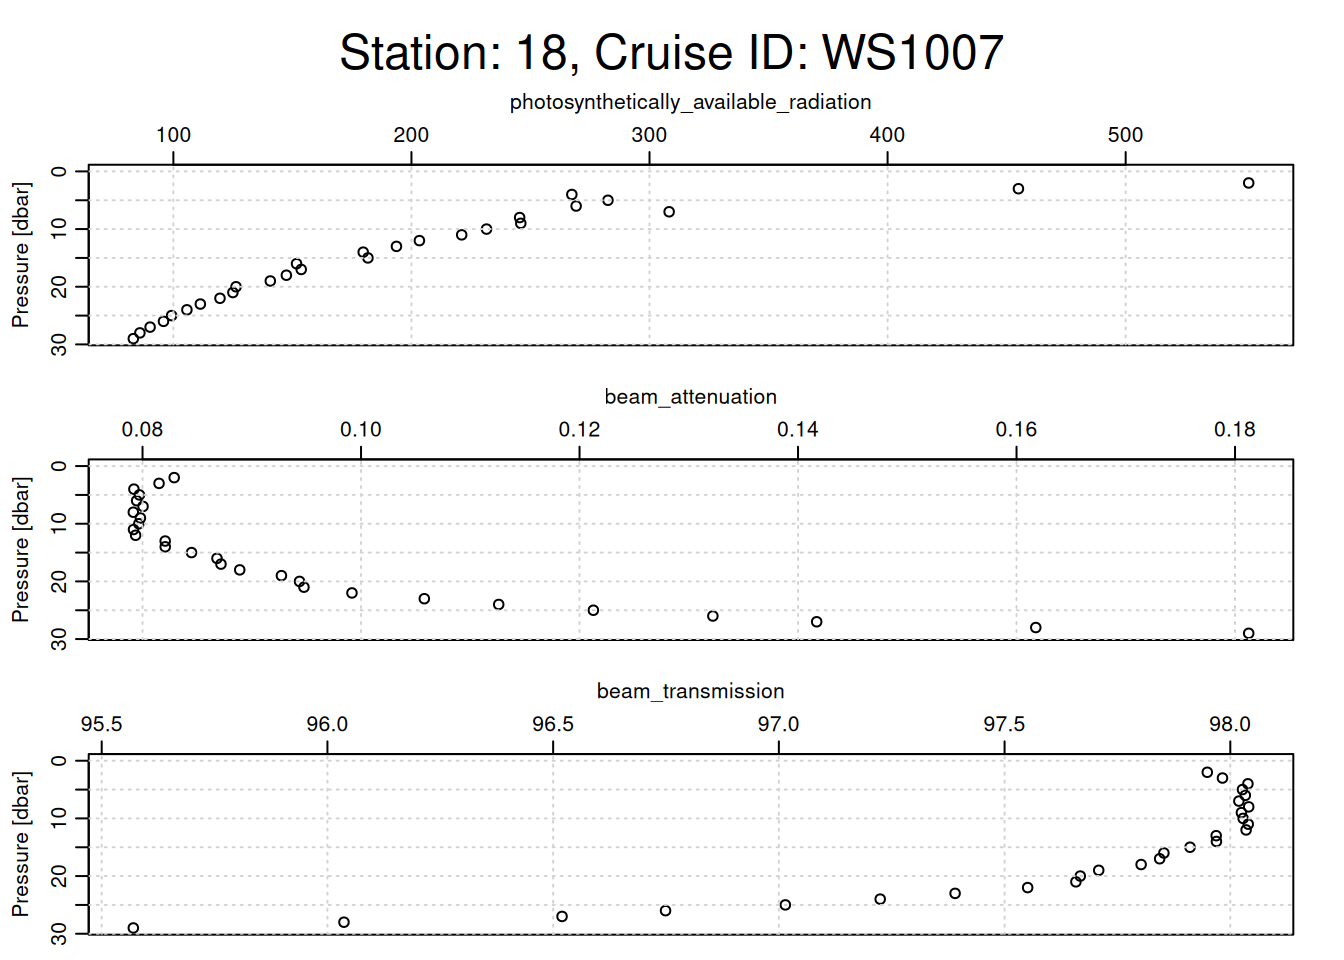 Station: 18, Cruise ID: WS1007
photosynthetically_available_radiation
100 200 300 400 500
0
10
20
30
Pressure [dbar]
beam_attenuation
0.08 0.10 0.12 0.14 0.16 0.18
0
10
20
30
Pressure [dbar]
beam_transmission
95.5 96.0 96.5 97.0 97.5 98.0
0
10
20
30
Pressure [dbar]